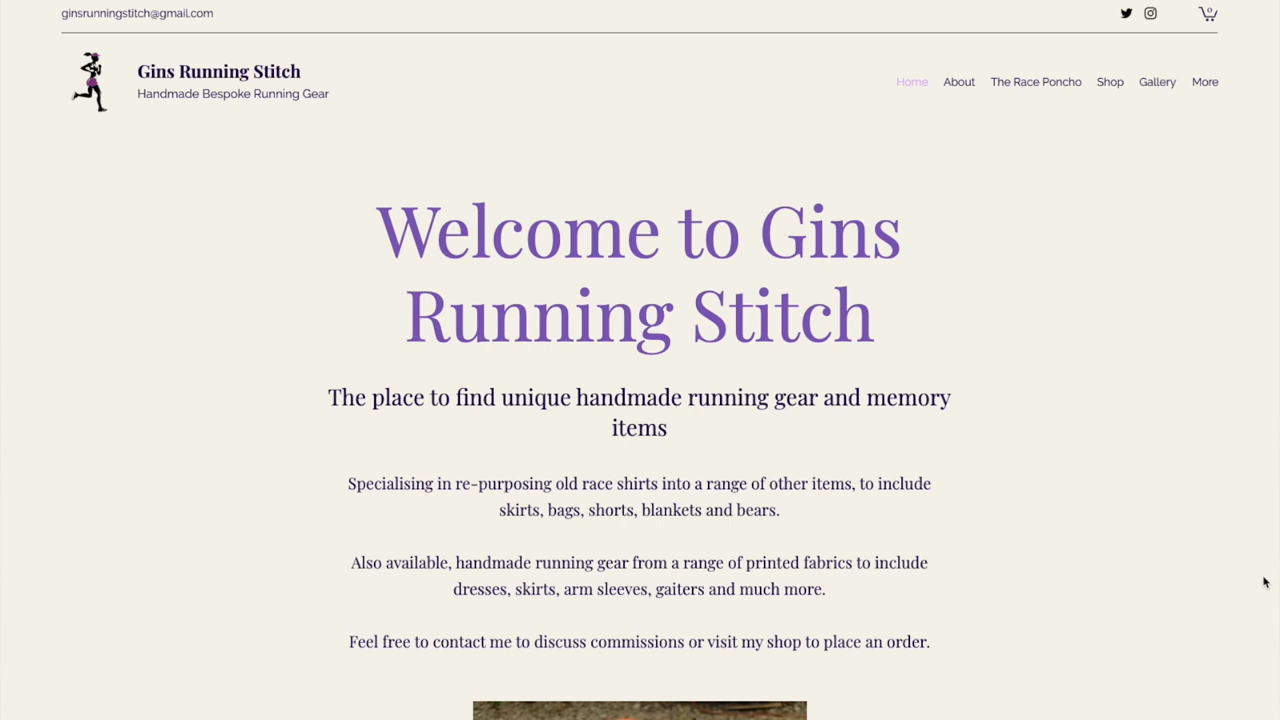 ginsrunningstitch@gmail.com
0
Gins Running Stitch
Handmade Bespoke Running Gear
Home About The Race Poncho Shop Gallery More
Welcome to Gins
Running Stitch
The place to find unique handmade running gear and memory
items
Specialising in re-purposing old race shirts into a range of other items, to include
skirts, bags, shorts, blankets and bears.
Also available, handmade running gear from a range of printed fabrics to include
dresses, skirts, arm sleeves, gaiters and much more.
Feel free to contact me to discuss commissions or visit my shop to place an order.